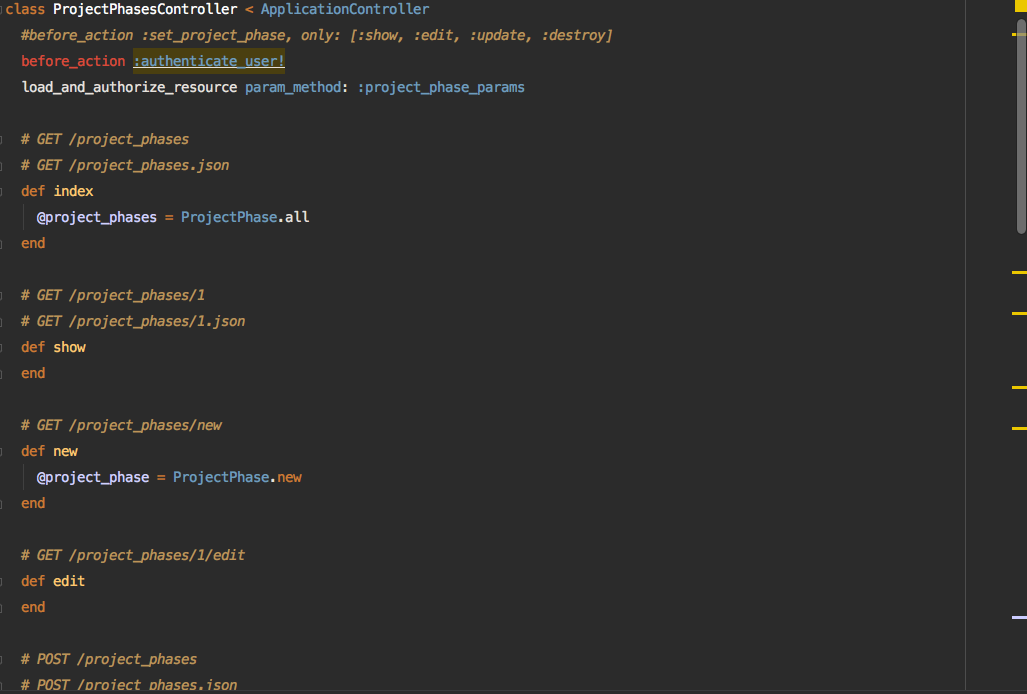 class ProjectPhasesController < ApplicationController
#before_action :set_project_phase, only: [:show, :edit, :update, :destroy]
before_action :authenticate_user!
load_and_authorize_resource param_method: :project_phase_params
# GET /project_phases
# GET /project_phases.json
def index
@project_phases = ProjectPhase.all
end
# GET /project_phases/1
# GET /project_phases/1.json
def show
end
# GET /project_phases/new
def new
@project_phase = ProjectPhase.new
end
# GET /project_phases/1/edit
def edit
end
# POST /project_phases
# POST /project_phases.json